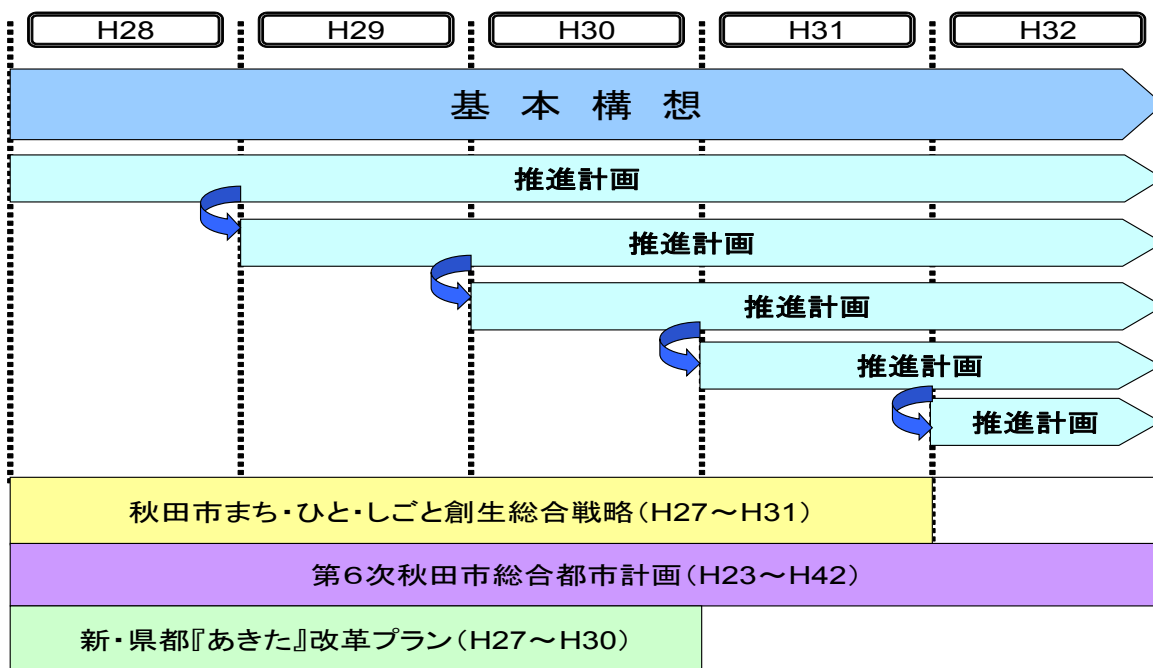 H28
H29
H30
H31
H32
基本構想
推進計画
推進計画
推進計画
推進計画
推進計画
秋田市まち・ひと・しごと創生総合戦略(H27～H31)
第6次秋田市総合都市計画(H23～H42)
新・県都『あきた』改革プラン(H27～H30)